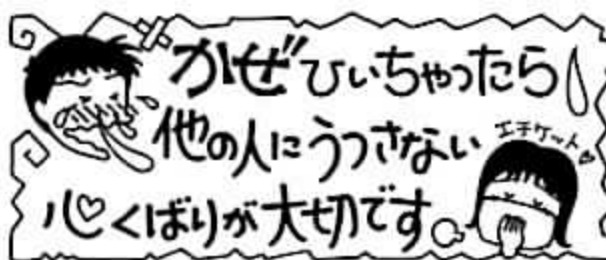 かぜひいちゃったら
他の人にうつさない
エチケット♡
心くばりが大切です